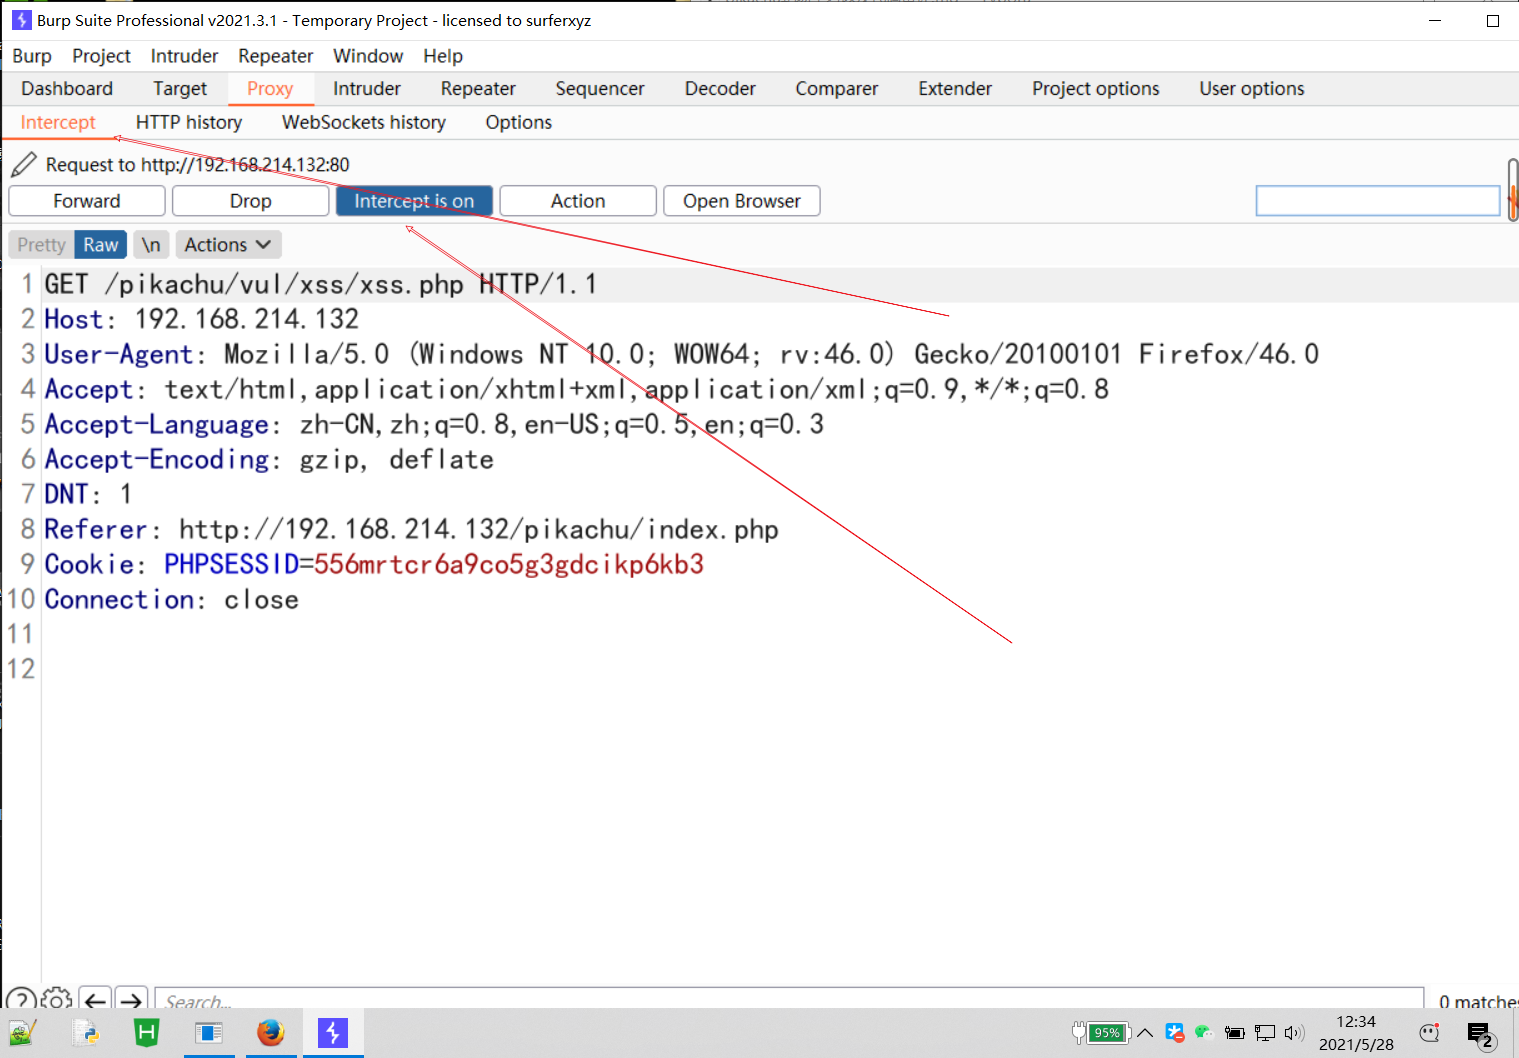 Burp Suite Professional v2021.3.1 - Temporary Project - licensed to surferxyz
Burp Project Intruder Repeater Window Help
Dashboard Target Proxy Intruder Repeater Sequencer Decoder Comparer Extender Project options User options
Intercept HTTP history WebSockets history Options
Request to http://192.168.214.132:80
Forward Drop Intercept is on Action Open Browser
Pretty Raw \n Actions
1 GET /pikachu/vul/xss/xss.php HTTP/1.1
2 Host: 192.168.214.132
3 User-Agent: Mozilla/5.0 (Windows NT 10.0; WOW64; rv:46.0) Gecko/20100101 Firefox/46.0
4 Accept: text/html,application/xhtml+xml,application/xml;q=0.9,*/*;q=0.8
5 Accept-Language: zh-CN,zh;q=0.8,en-US;q=0.5,en;q=0.3
6 Accept-Encoding: gzip, deflate
7 DNT: 1
8 Referer: http://192.168.214.132/pikachu/index.php
9 Cookie: PHPSESSID=556mrtcr6a9co5g3gdcikp6kb3
10 Connection: close
11
12
? Search... 0 matches
H 95% 12:34
2021/5/28 2